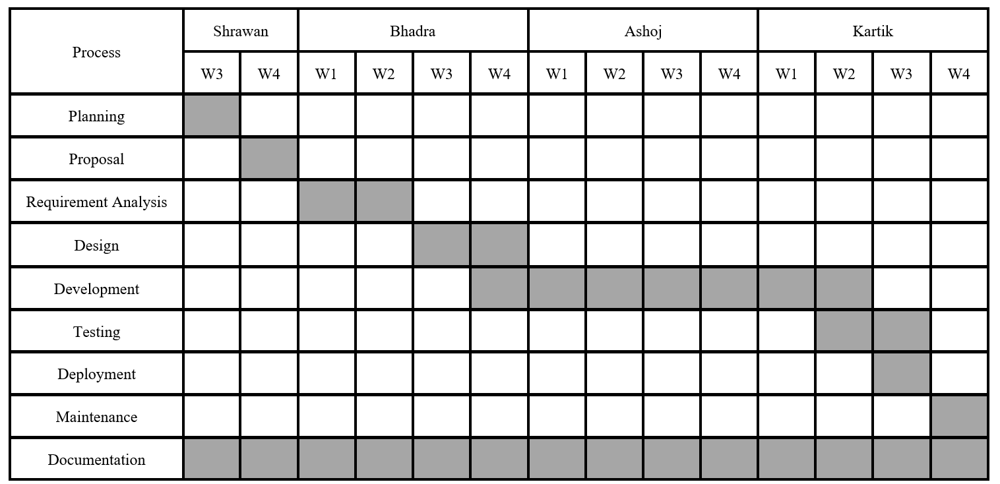 Process
Shrawan Bhadra Ashoj Kartik
W3 W4 W1 W2 W3 W4 W1 W2 W3 W4 W1 W2 W3 W4
Planning
Proposal
Requirement Analysis
Design
Development
Testing
Deployment
Maintenance
Documentation